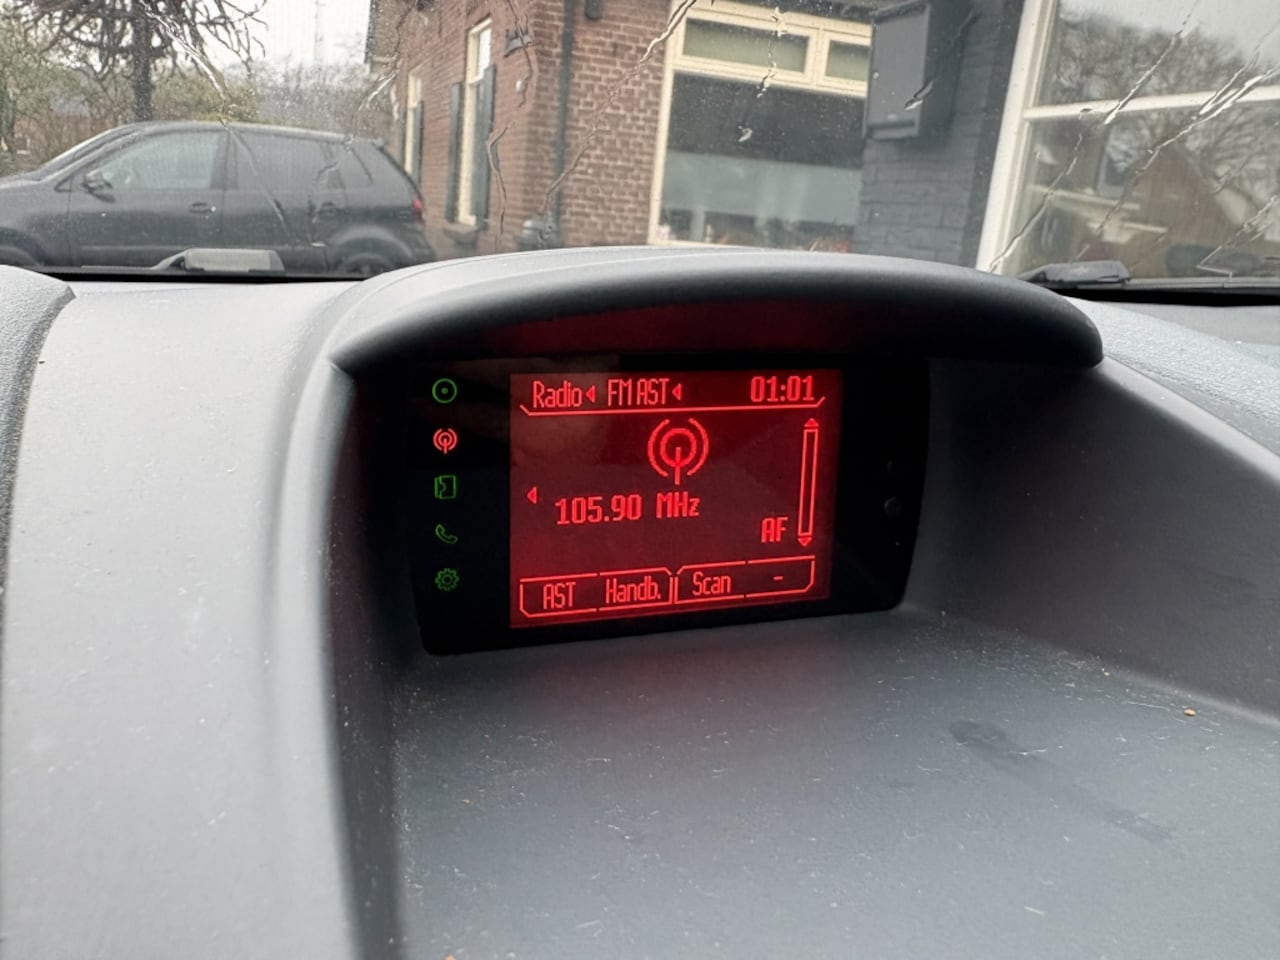 Radio FM AST 01:01
105.90 MHz
AF
AST Handb. Scan -